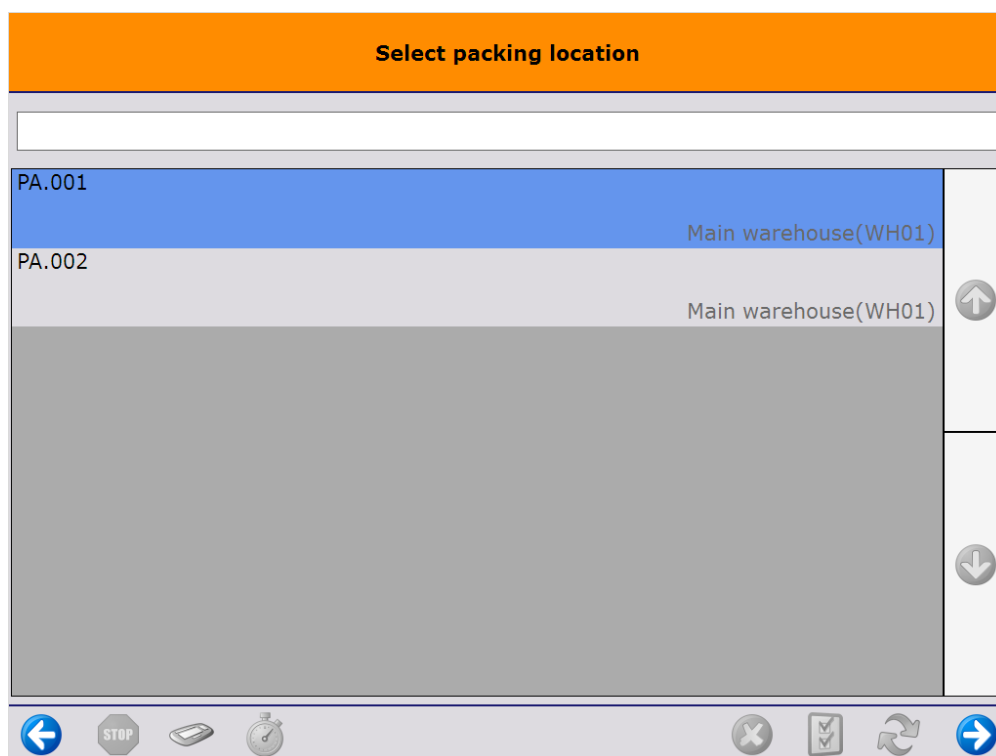 Select packing location
PA.001
Main warehouse(WH01)
PA.002
Main warehouse(WH01)
STOP